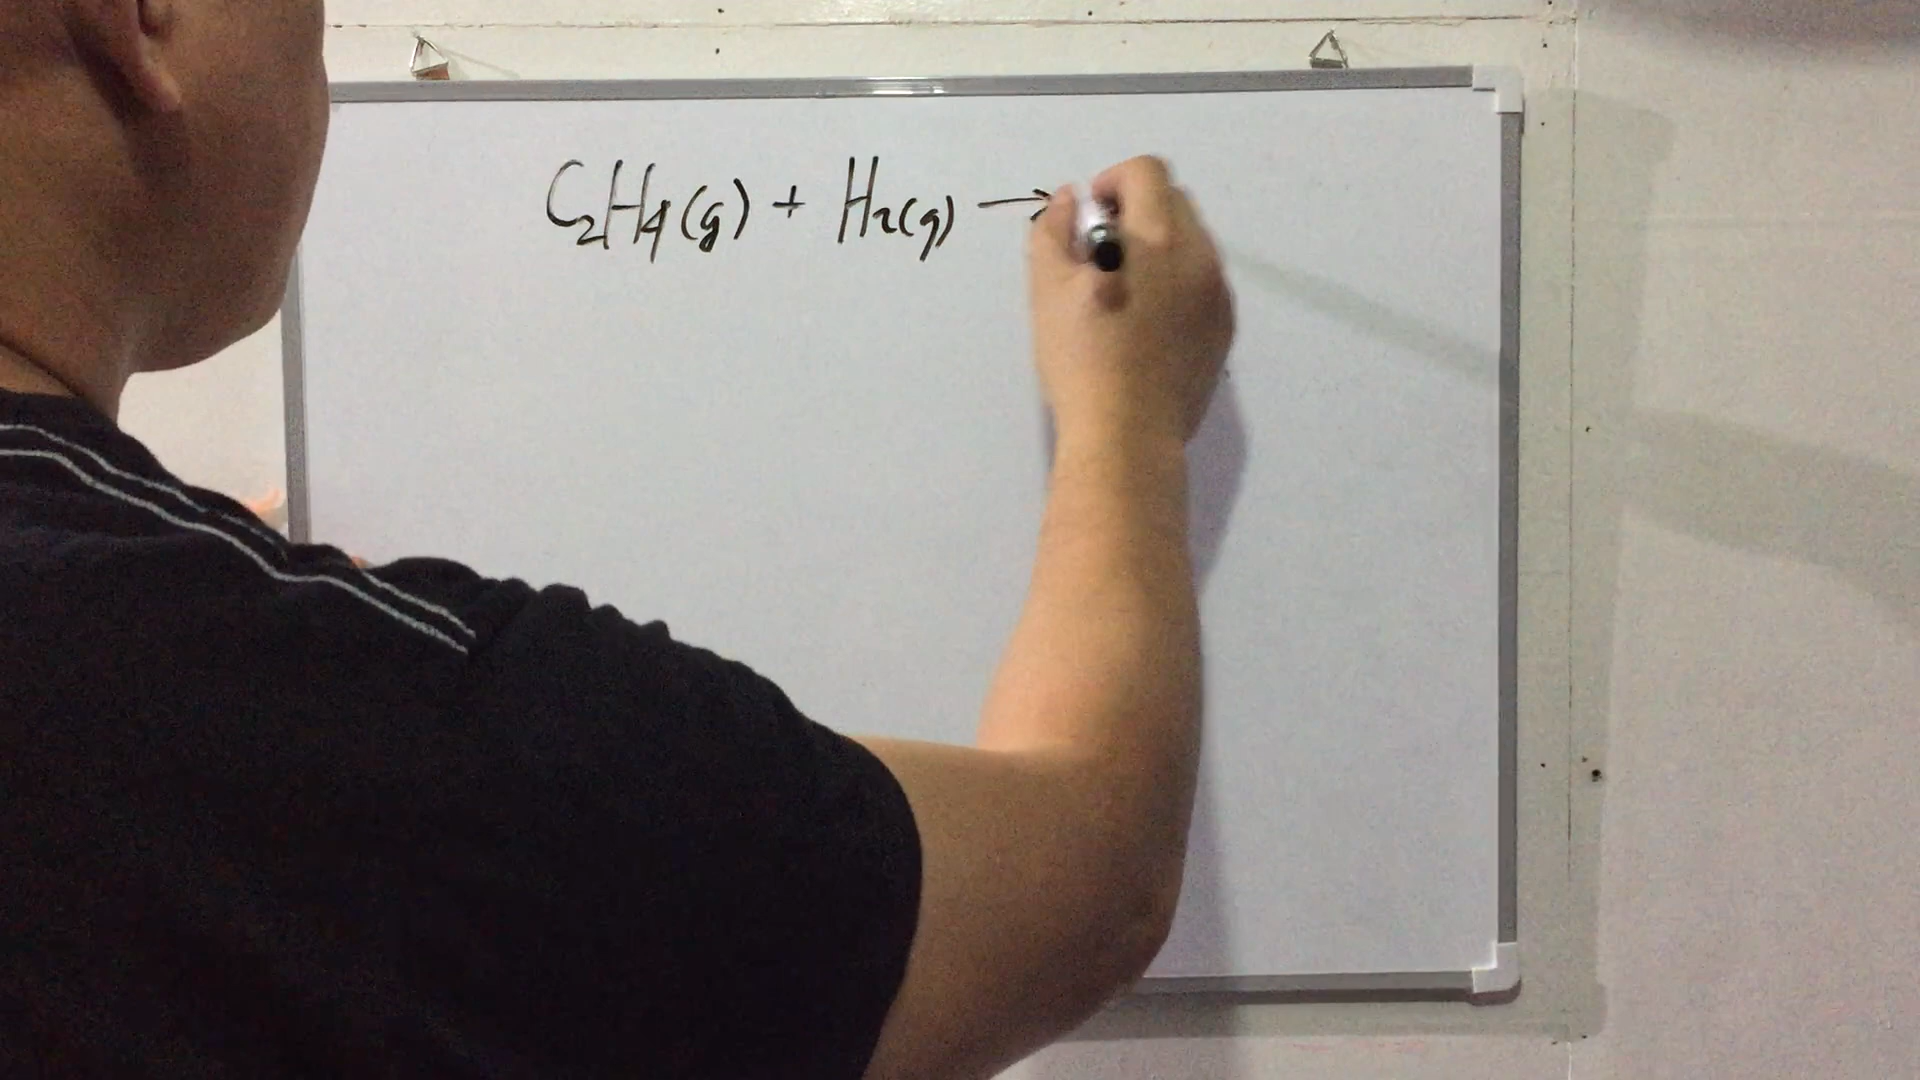 C₂H₄(g) + H₂(g) →